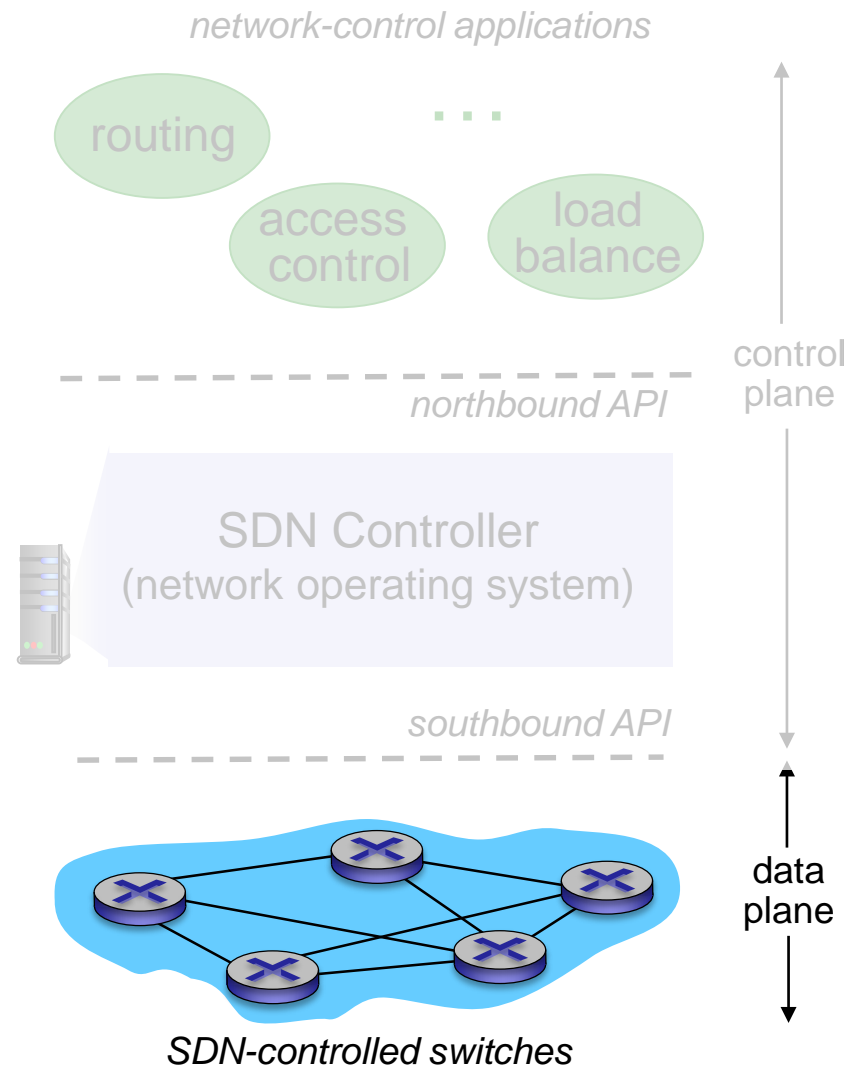 network-control applications
routing
...
access
control
load
balance
control
plane
northbound API
SDN Controller
(network operating system)
southbound API
data
plane
SDN-controlled switches